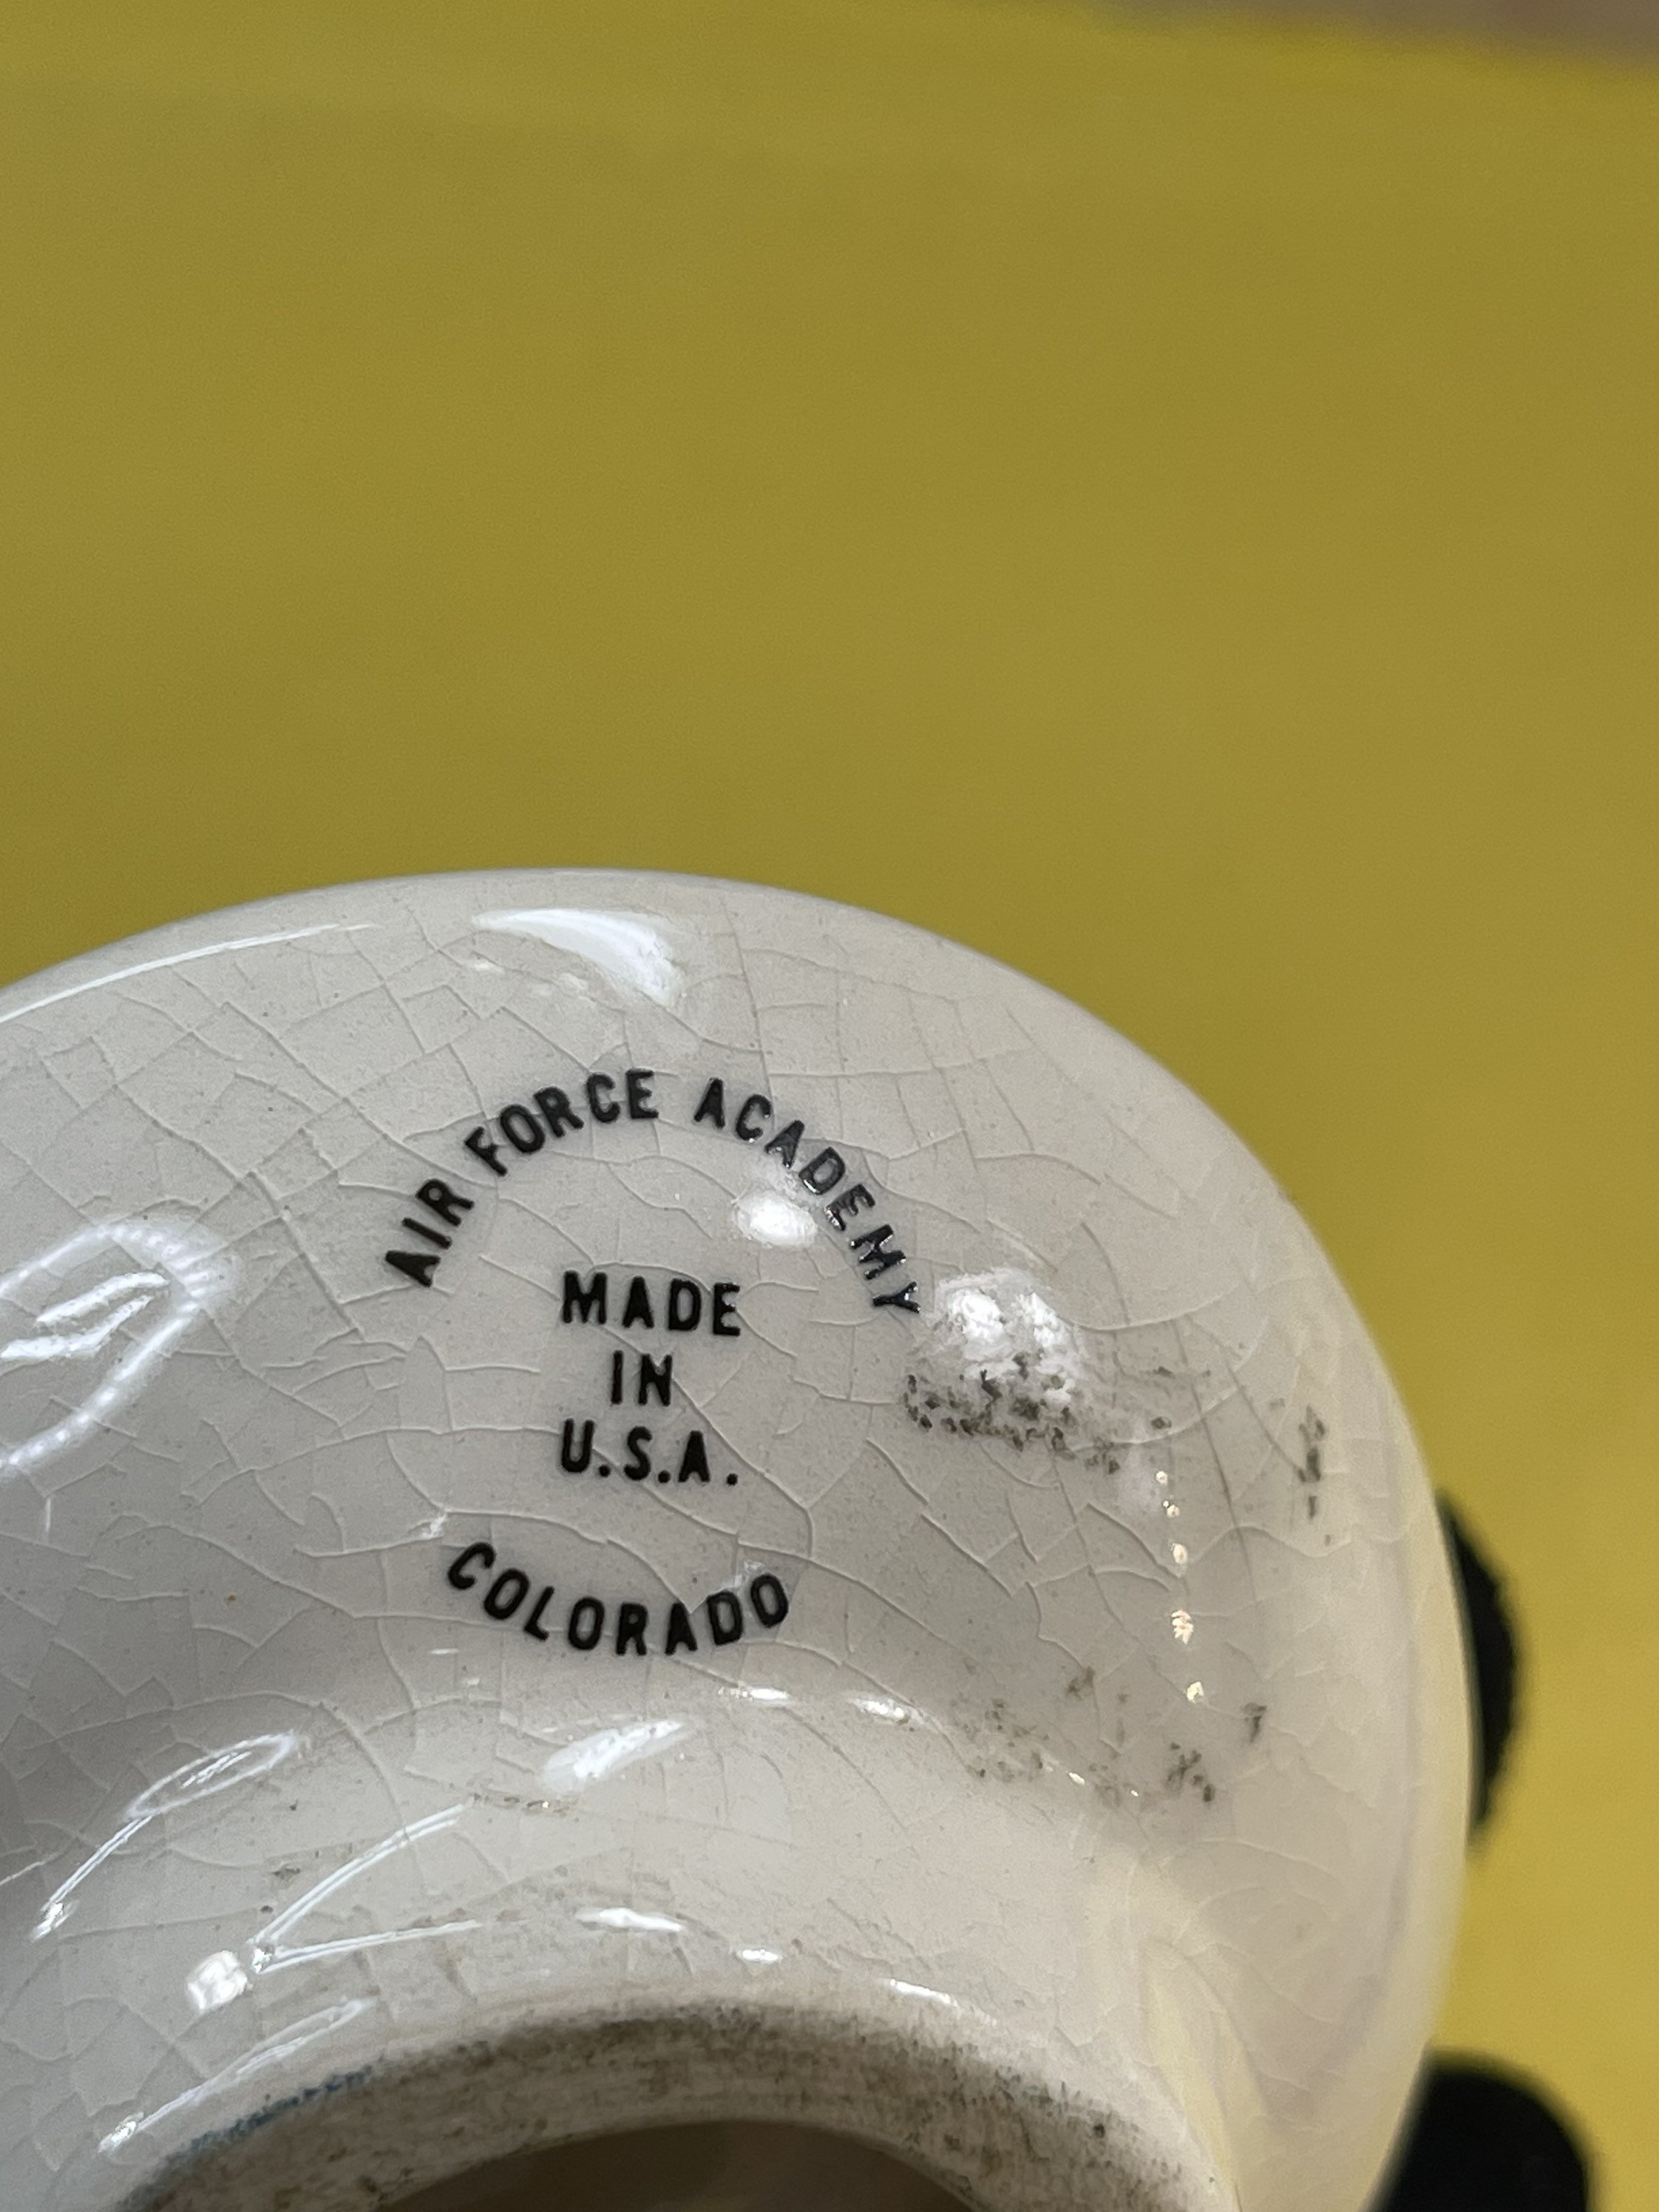 AIR FORCE ACADEMY
MADE
IN
U.S.A.
COLORADO